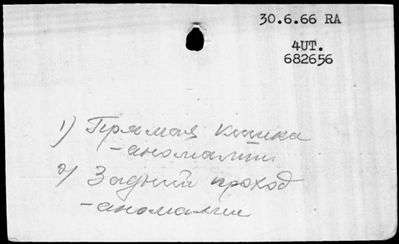 30.6.66 RA
4UT.
682656
1) Прямая кишка
- аномалии
2) Задний проход
- аномалии